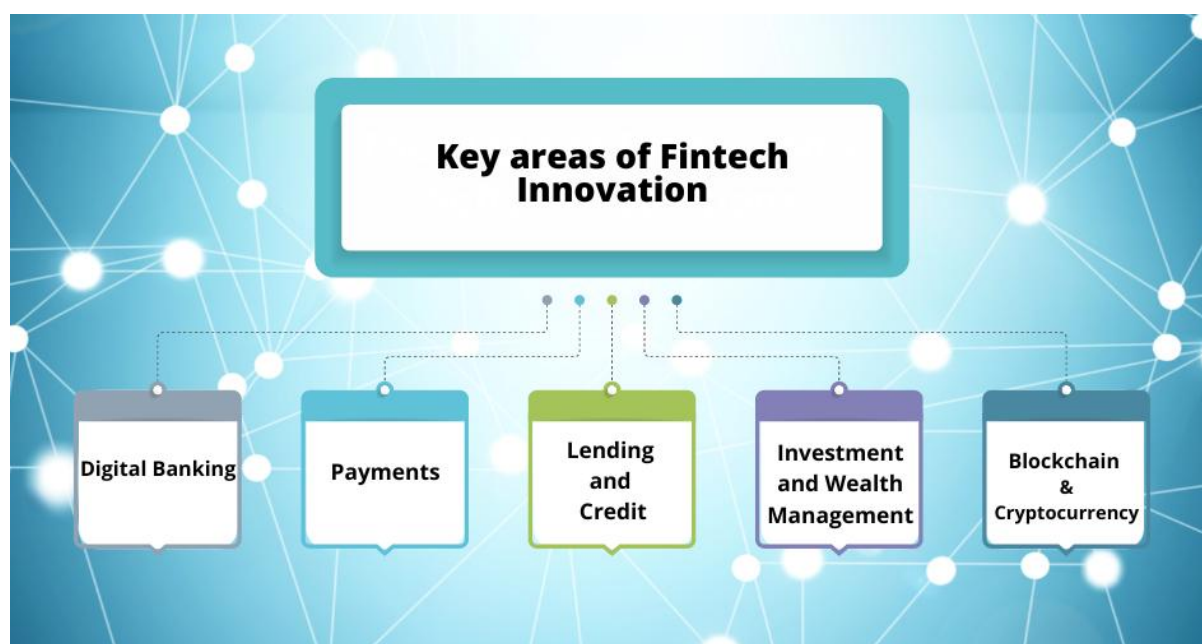 Key areas of Fintech
Innovation
Digital Banking
Payments
Lending
and
Credit
Investment
and Wealth
Management
Blockchain
&
Cryptocurrency